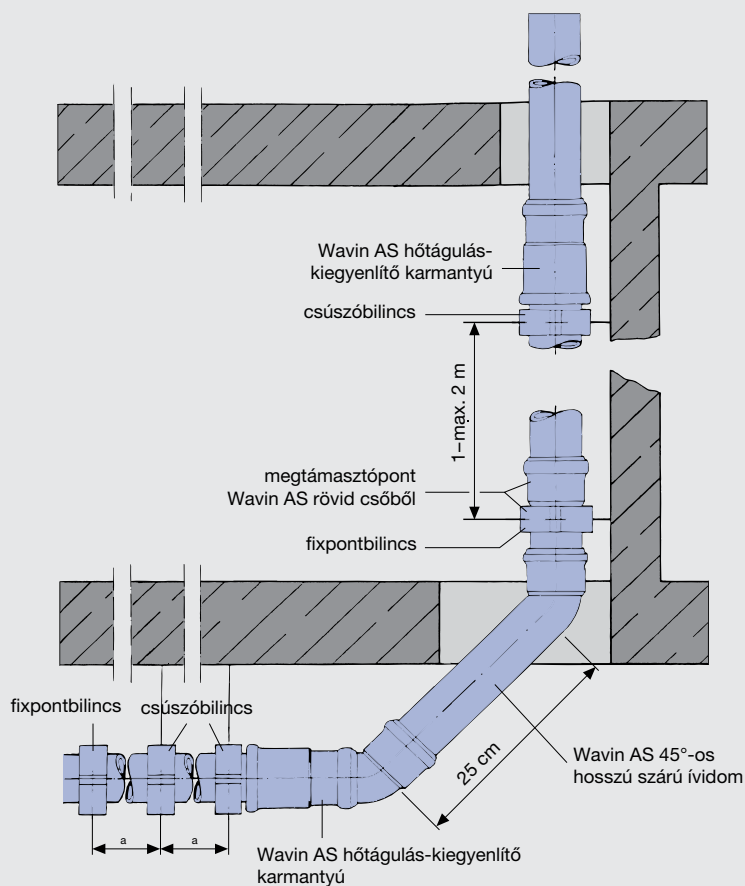 Wavin AS hőtágulás-
kiegyenlítő karmantyú
csúszóbilincs
1–max. 2 m
megtámasztópont
Wavin AS rövid csőből
fixpontbilincs
fixpontbilincs
csúszóbilincs
25 cm
Wavin AS 45°-os
hosszú szárú ívidom
a
a
Wavin AS hőtágulás-kiegyenlítő
karmantyú